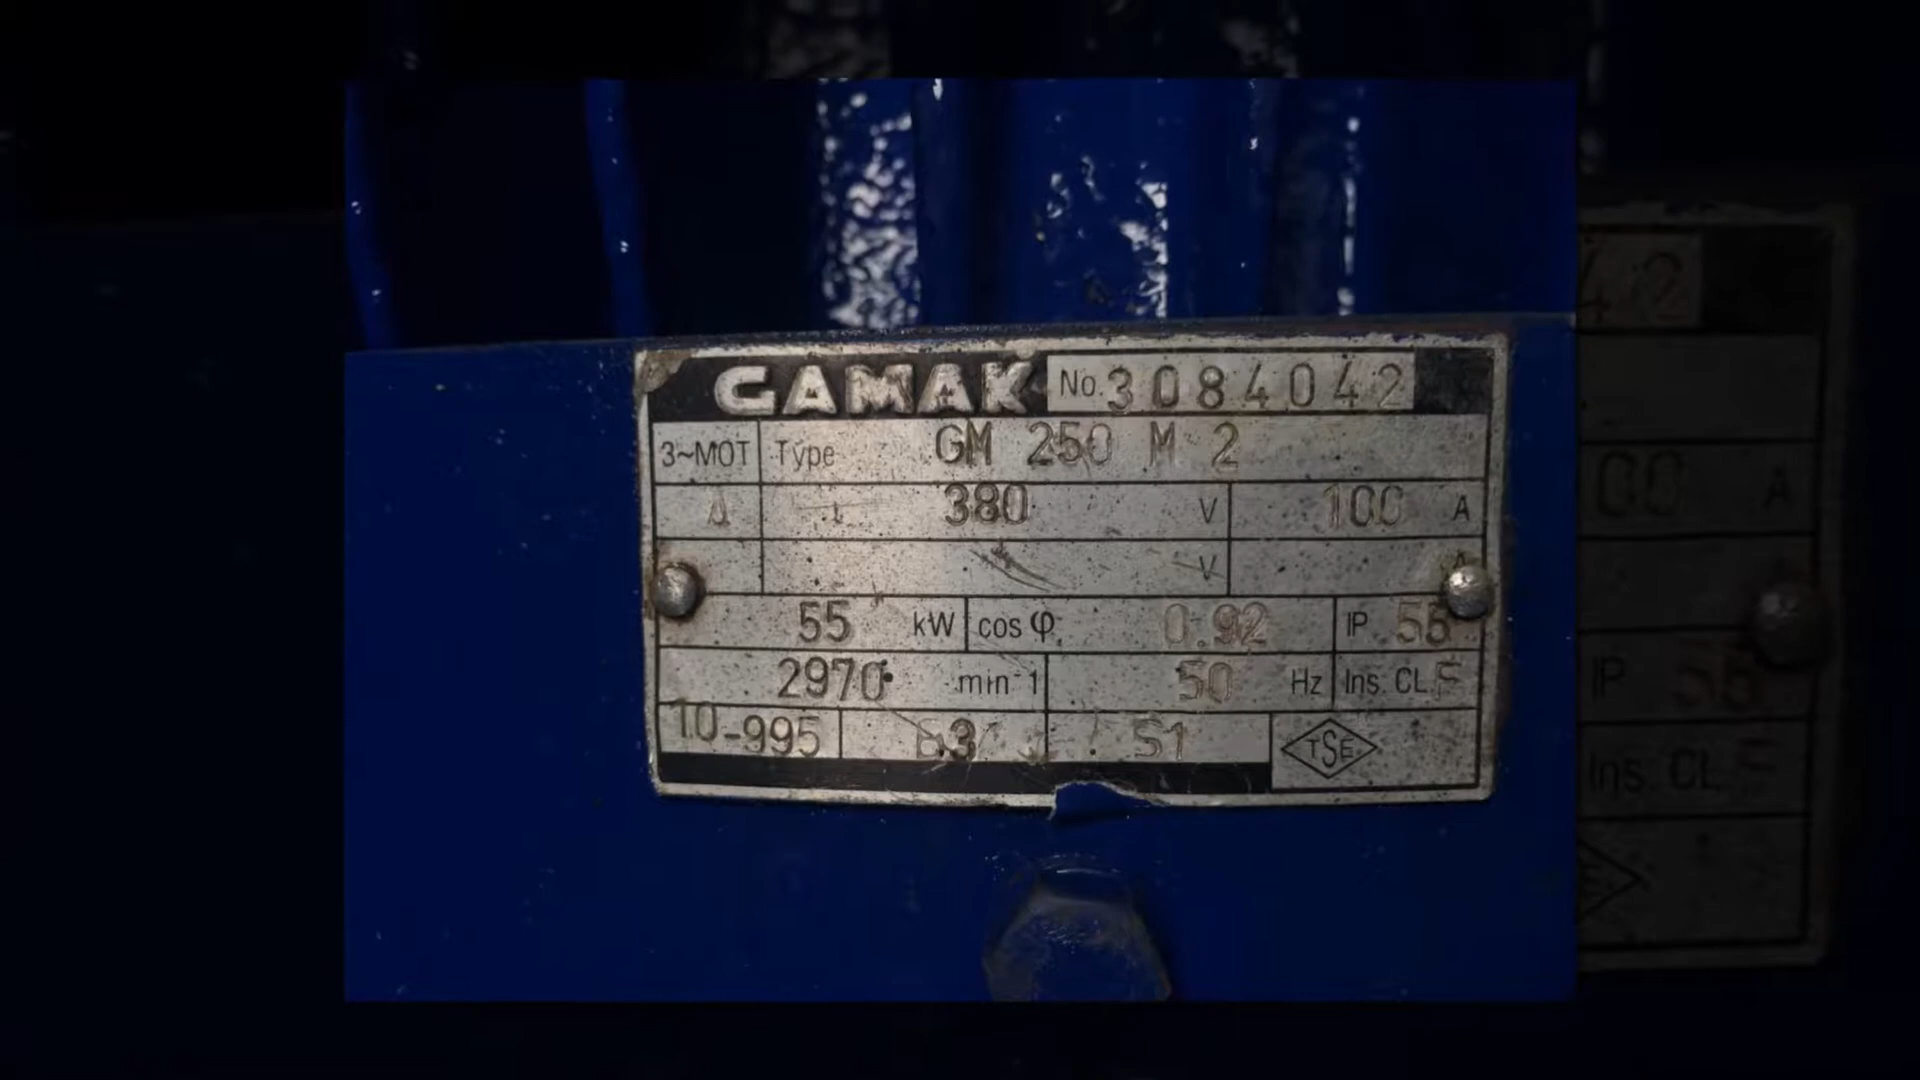 GAMAK No. 3084042
3~MOT Type GM 250 M 2
Δ 380 V 100 A
V A
55 kW cos φ 0.92 IP 55
2970 min-1 50 Hz Ins. CL F
10-995 B3 S1 TSE